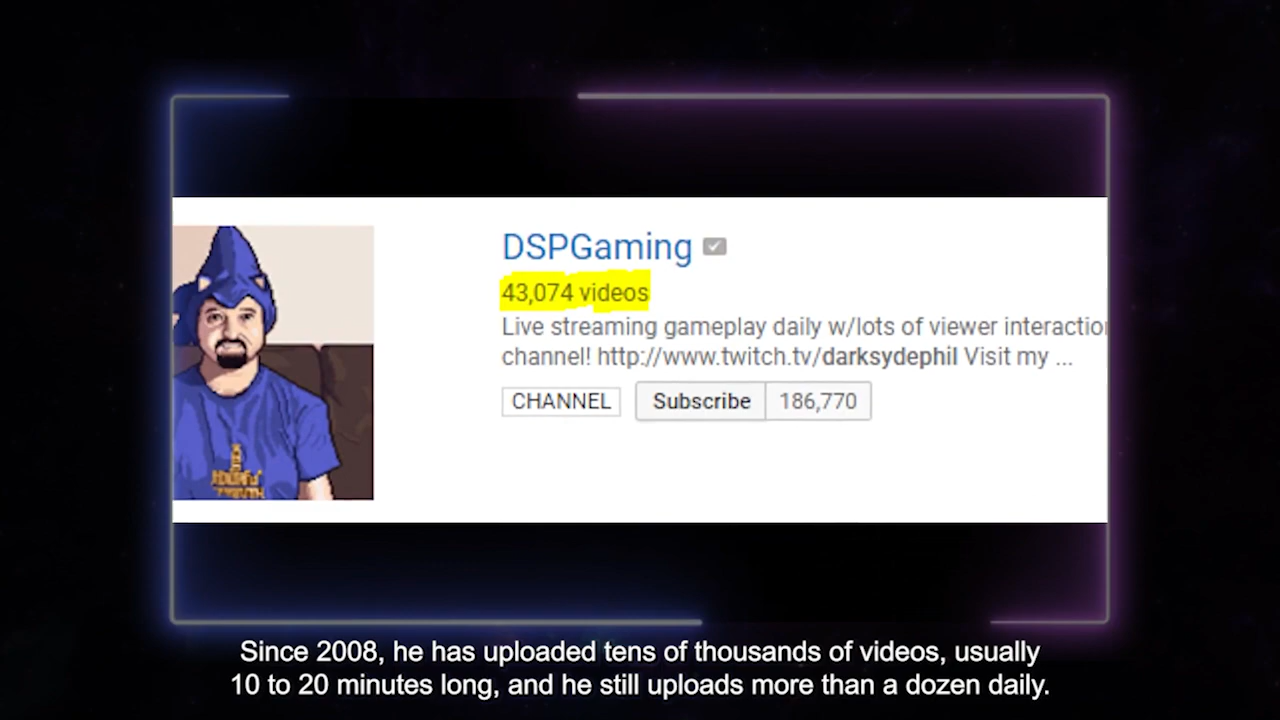 DSPGaming
43,074 videos
Live streaming gameplay daily w/lots of viewer interaction
channel! http://www.twitch.tv/darksydephil Visit my ...
CHANNEL Subscribe 186,770
Since 2008, he has uploaded tens of thousands of videos, usually
10 to 20 minutes long, and he still uploads more than a dozen daily.